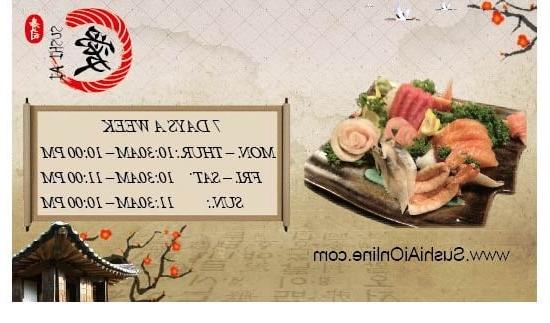 SUSHI-AI
7 DAYS A WEEK
MON. – THUR.: 10:30AM – 10:00 PM
FRI. – SAT: 10:30AM – 11:00 PM
SUN.: 11:30AM – 10:00 PM
www.SushiAiOnline.com